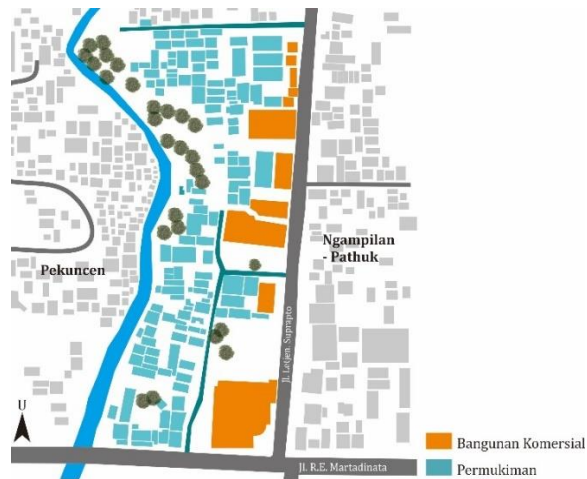 Pekuncen
Ngampilan
- Pathuk
Jl. Letjen. Suprapto
U
Jl. R.E. Martadinata
Bangunan Komersial
Permukiman